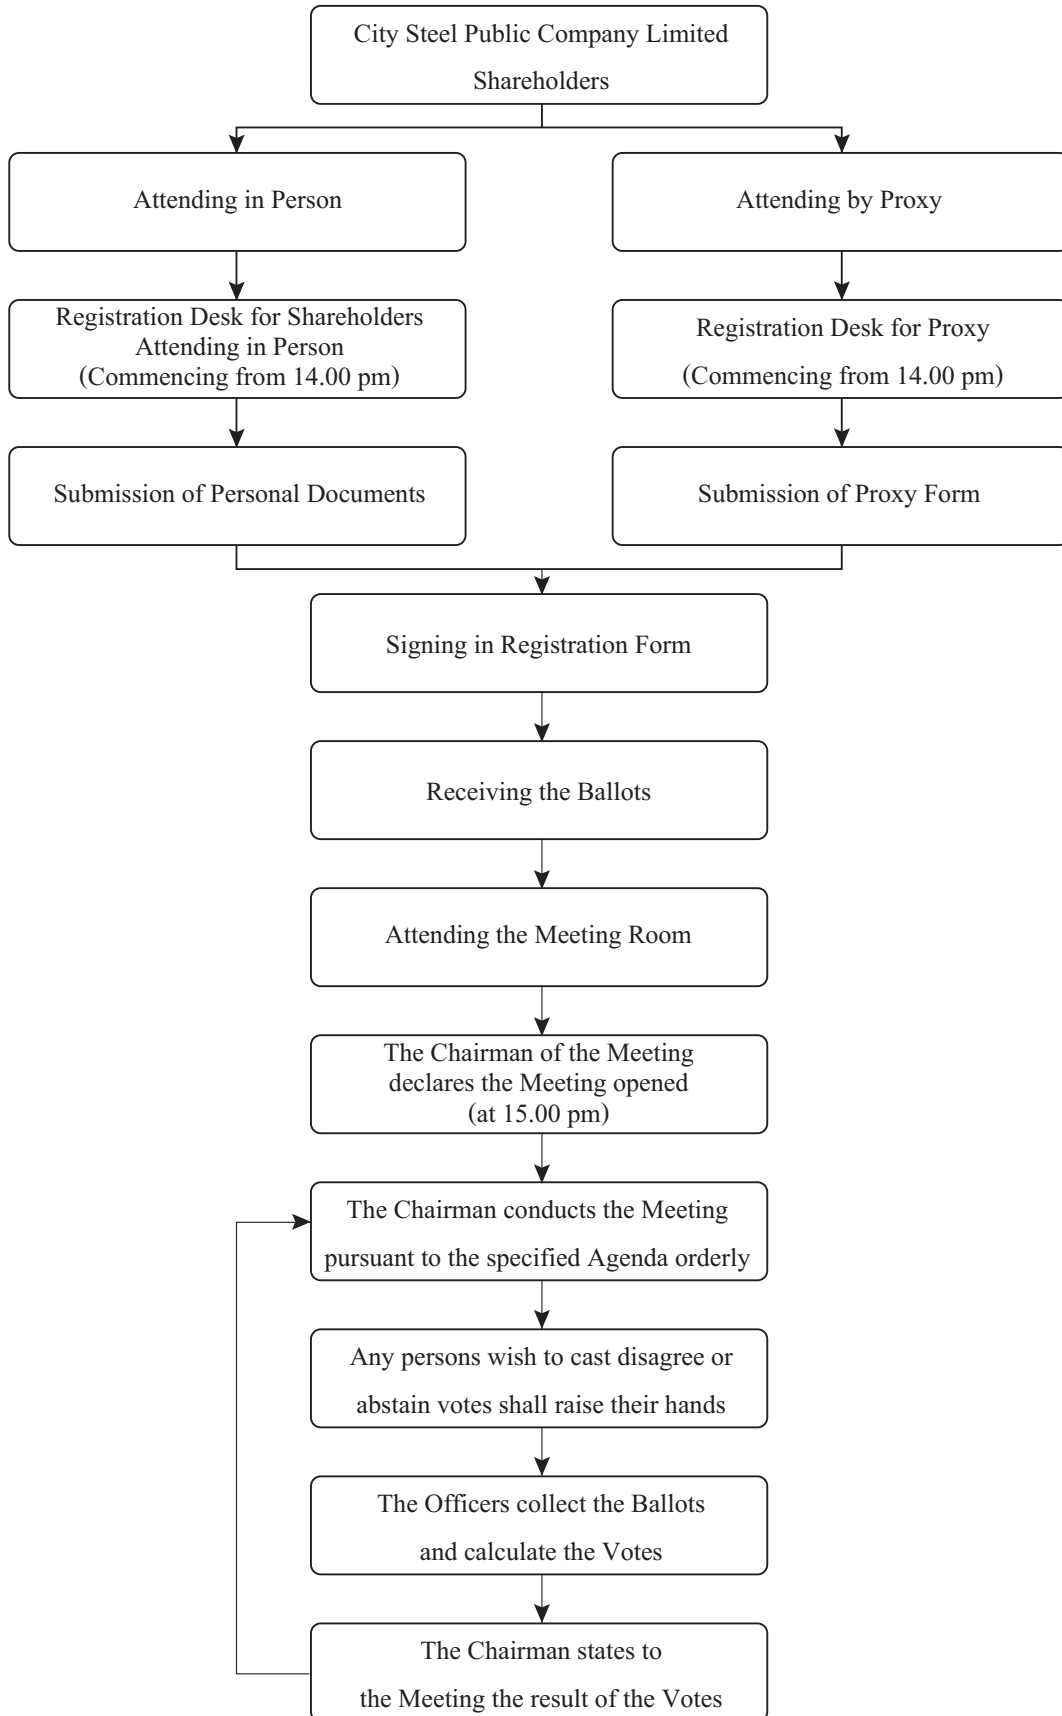 City Steel Public Company Limited
Shareholders
Attending in Person
Attending by Proxy
Registration Desk for Shareholders
Attending in Person
(Commencing from 14.00 pm)
Registration Desk for Proxy
(Commencing from 14.00 pm)
Submission of Personal Documents
Submission of Proxy Form
Signing in Registration Form
Receiving the Ballots
Attending the Meeting Room
The Chairman of the Meeting
declares the Meeting opened
(at 15.00 pm)
The Chairman conducts the Meeting
pursuant to the specified Agenda orderly
Any persons wish to cast disagree or
abstain votes shall raise their hands
The Officers collect the Ballots
and calculate the Votes
The Chairman states to
the Meeting the result of the Votes